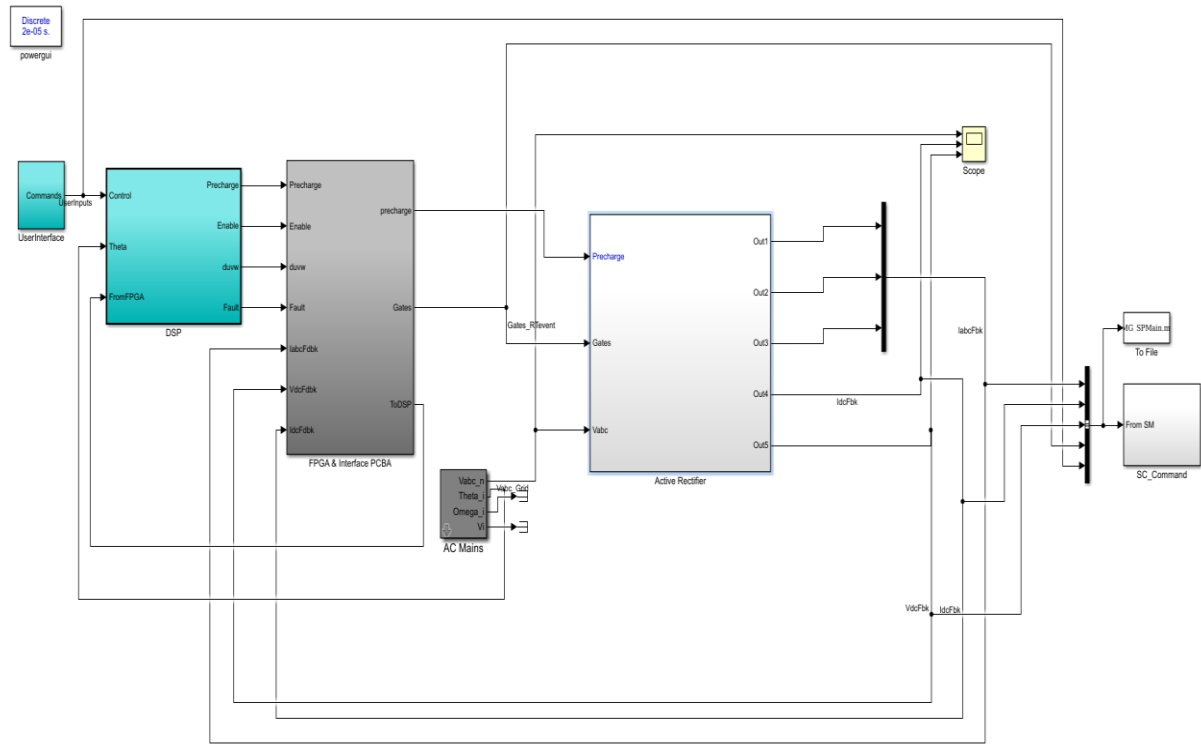 Discrete
2e-05 s.
powergui
Commands
UserInputs
UserInterface
Control
Theta
FromFPGA
Precharge
Enable
duvw
Fault
DSP
Precharge
Enable
duvw
Fault
IabcFdbk
VdcFdbk
IdcFdbk
precharge
Gates
ToDSP
FPGA & Interface PCBA
Gates_RTevent
Vabc_n
Theta_i
Omega_i
Vi
Vabc_Grid
AC Mains
Precharge
Gates
Vabc
Out1
Out2
Out3
Out4
Out5
Active Rectifier
IdcFbk
Scope
IabcFbk
VdcFbk
IdcFbk
To File
From SM
SC_Command